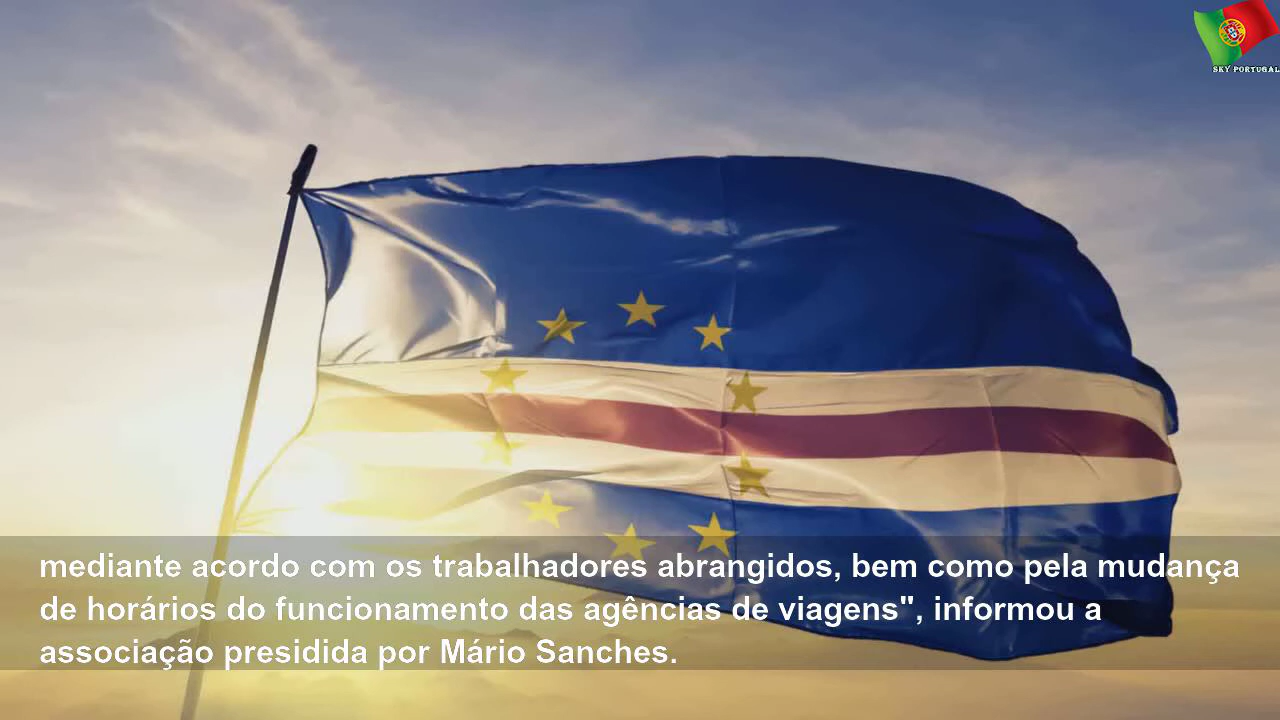 SKY PORTUGAL
mediante acordo com os trabalhadores abrangidos, bem como pela mudança
de horários do funcionamento das agências de viagens", informou a
associação presidida por Mário Sanches.